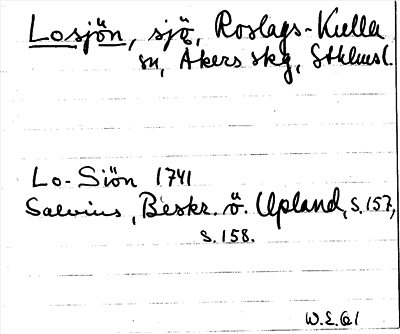 Losjön, sjö, Roslags-Kulla
sn, Åkers skg, Sthlmsl.
Lo-Siön 1741
Salvius, Beskr. ö. Upland, s. 157,
s. 158.
W.E. 61